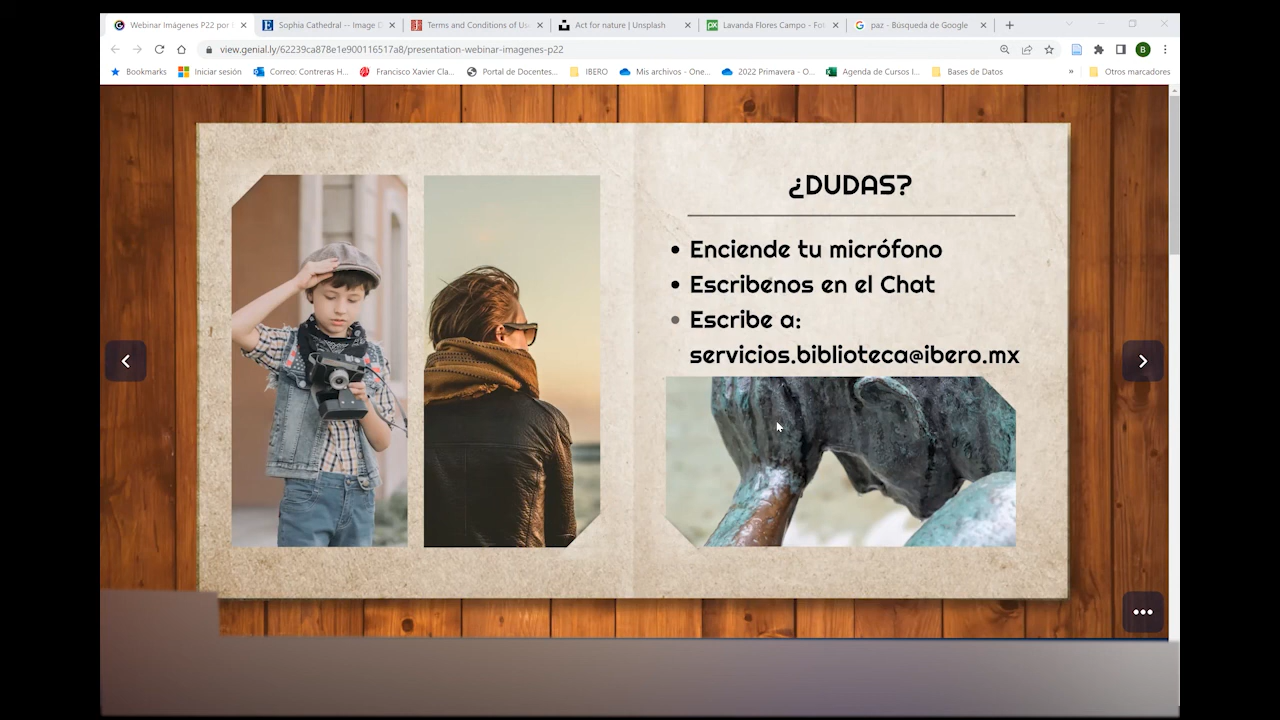 Webinar Imágenes P22 por
Sophia Cathedral -- Image D
Terms and Conditions of Us
Act for nature | Unsplash
Lavanda Flores Campo - Fo
paz - Búsqueda de Google
view.genial.ly/62239ca878e1e900116517a8/presentation-webinar-imagenes-p22
B
Bookmarks
Iniciar sesión
Correo: Contreras H...
Francisco Xavier Cla...
Portal de Docentes...
IBERO
Mis archivos - One...
2022 Primavera - O...
Agenda de Cursos I...
Bases de Datos
»
Otros marcadores
¿DUDAS?
• Enciende tu micrófono
• Escribenos en el Chat
• Escribe a:
servicios.biblioteca@ibero.mx